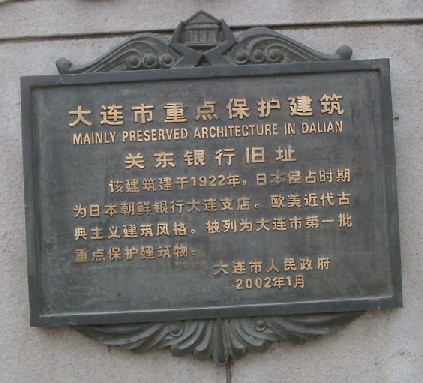 大连市重点保护建筑
MAINLY PRESERVED ARCHITECTURE IN DALIAN
关东银行旧址
该建筑建于1922年。日本侵占时期
为日本朝鲜银行大连支店。欧美近代古
典主义建筑风格。被列为大连市第一批
重点保护建筑物。
大连市人民政府
2002年1月